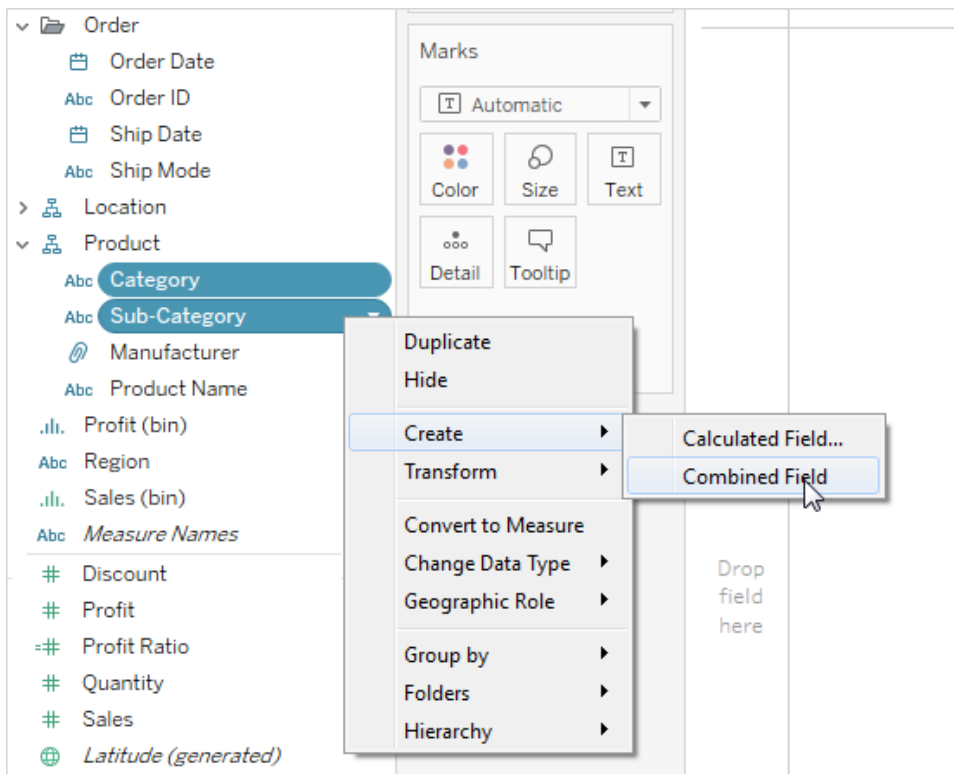 Order
Order Date
Abc Order ID
Ship Date
Abc Ship Mode
Location
Product
Abc Category
Abc Sub-Category
Manufacturer
Abc Product Name
Profit (bin)
Abc Region
Sales (bin)
Abc Measure Names
# Discount
# Profit
=# Profit Ratio
# Quantity
# Sales
Latitude (generated)
Marks
T Automatic
Color
Size
T
Text
Detail
Tooltip
Duplicate
Hide
Create
Transform
Convert to Measure
Change Data Type
Geographic Role
Group by
Folders
Hierarchy
Calculated Field...
Combined Field
Drop
field
here